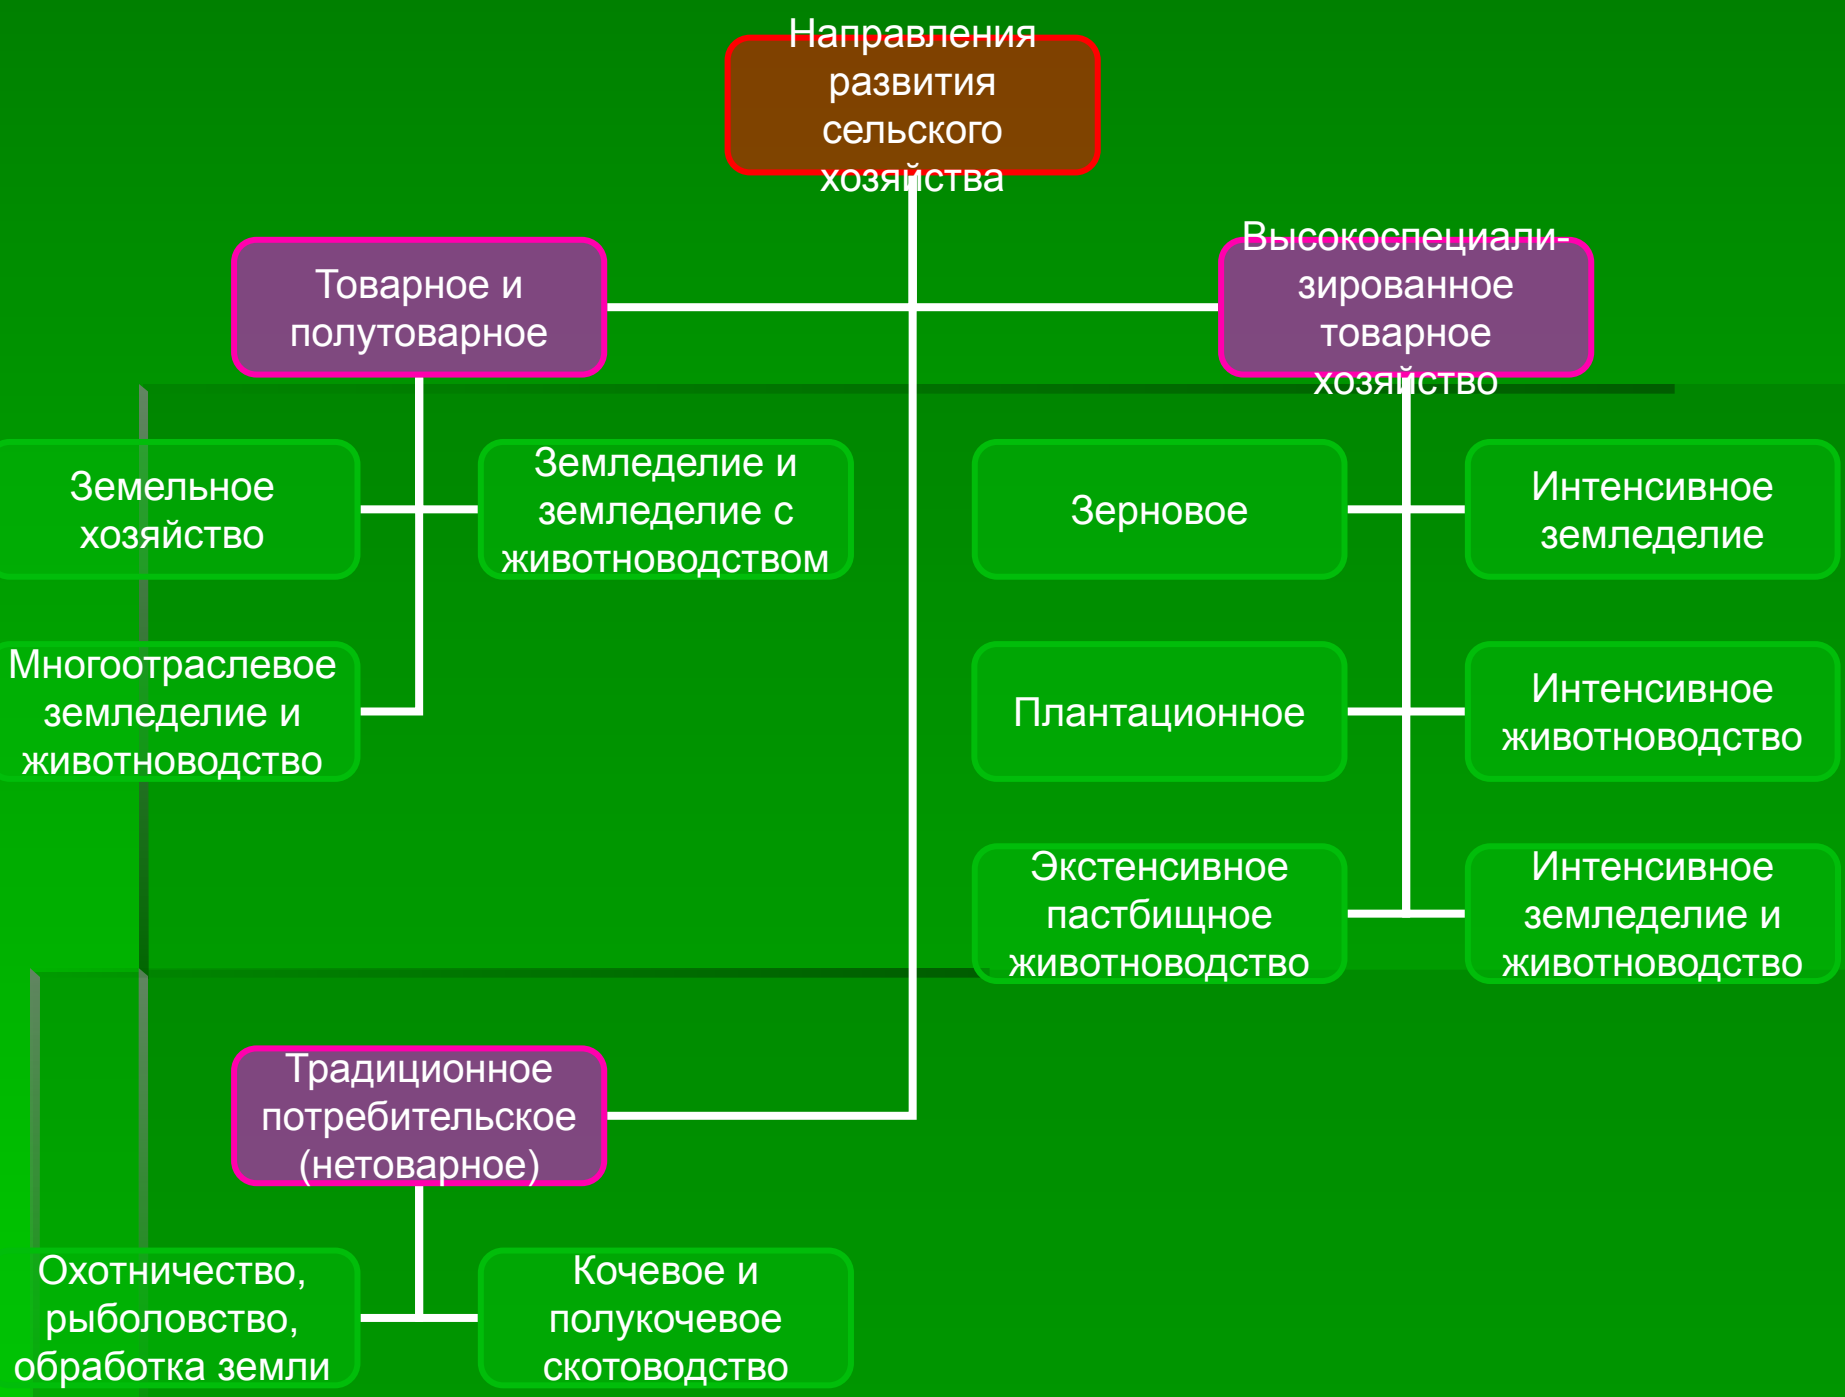 Направления
развития
сельского
хозяйства
Товарное и
полутоварное
Высокоспециали-
зированное
товарное
хозяйство
Земельное
хозяйство
Земледелие и
земледелие с
животноводством
Зерновое
Интенсивное
земледелие
Многоотраслевое
земледелие и
животноводство
Плантационное
Интенсивное
животноводство
Экстенсивное
пастбищное
животноводство
Интенсивное
земледелие и
животноводство
Традиционное
потребительское
(нетоварное)
Охотничество,
рыболовство,
обработка земли
Кочевое и
полукочевое
скотоводство